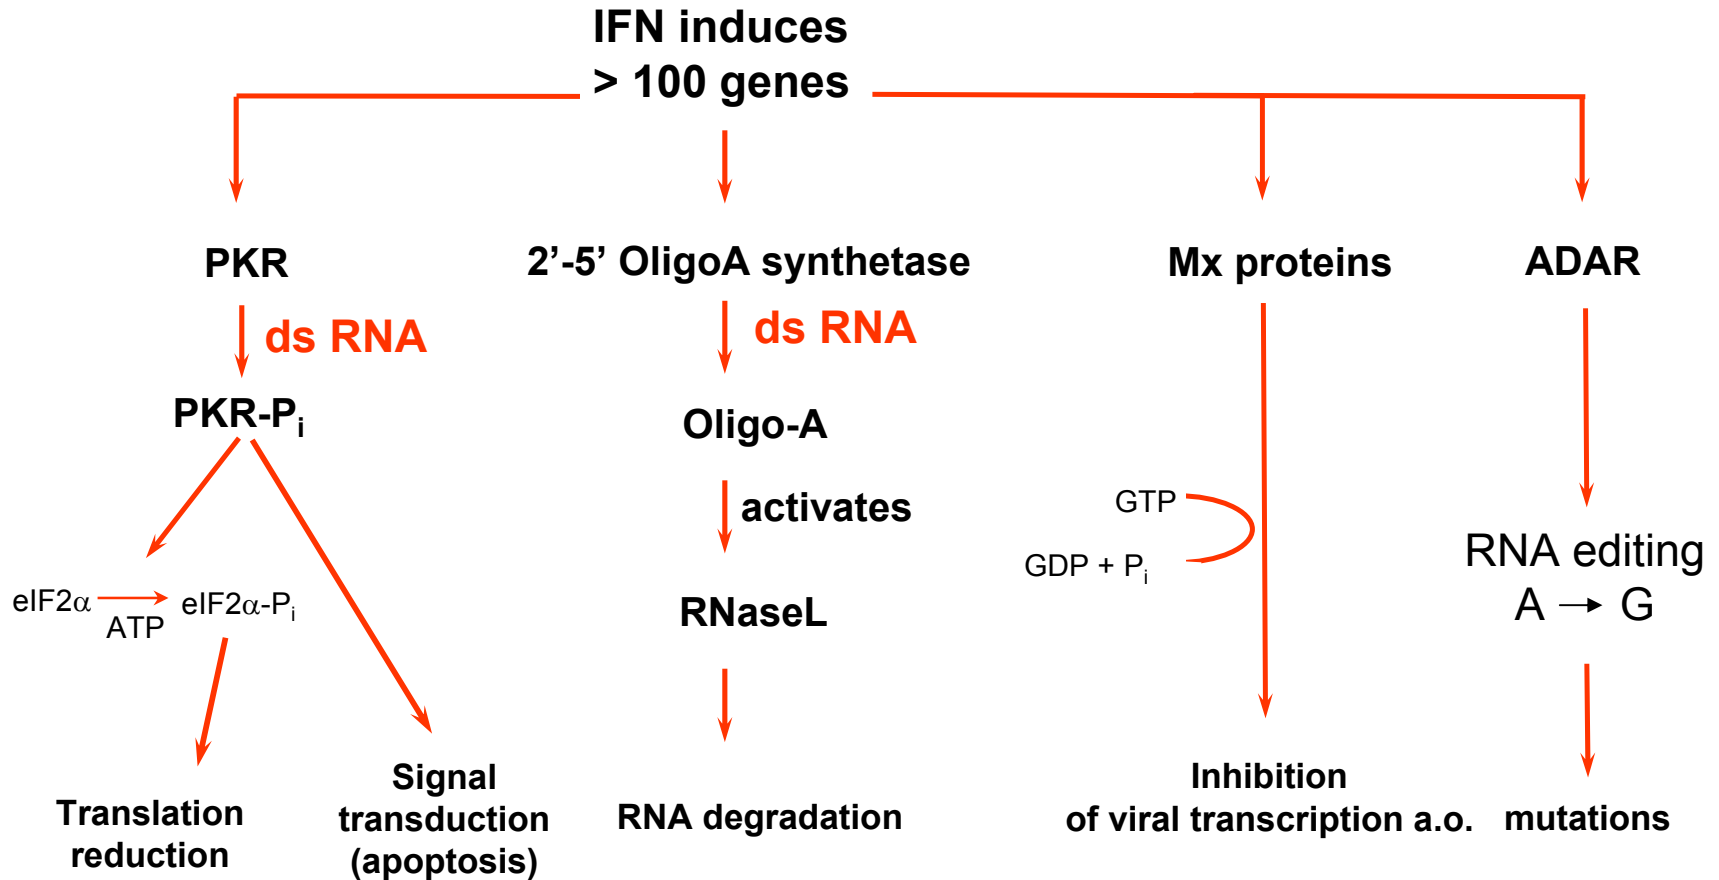 IFN induces
> 100 genes
PKR
2’-5’ OligoA synthetase
Mx proteins
ADAR
ds RNA
ds RNA
PKR-Pi
Oligo-A
activates
GTP
GDP + Pi
RNA editing
A → G
eIF2α
ATP
eIF2α-Pi
RNaseL
Translation
reduction
Signal
transduction
(apoptosis)
RNA degradation
Inhibition
of viral transcription a.o.
mutations